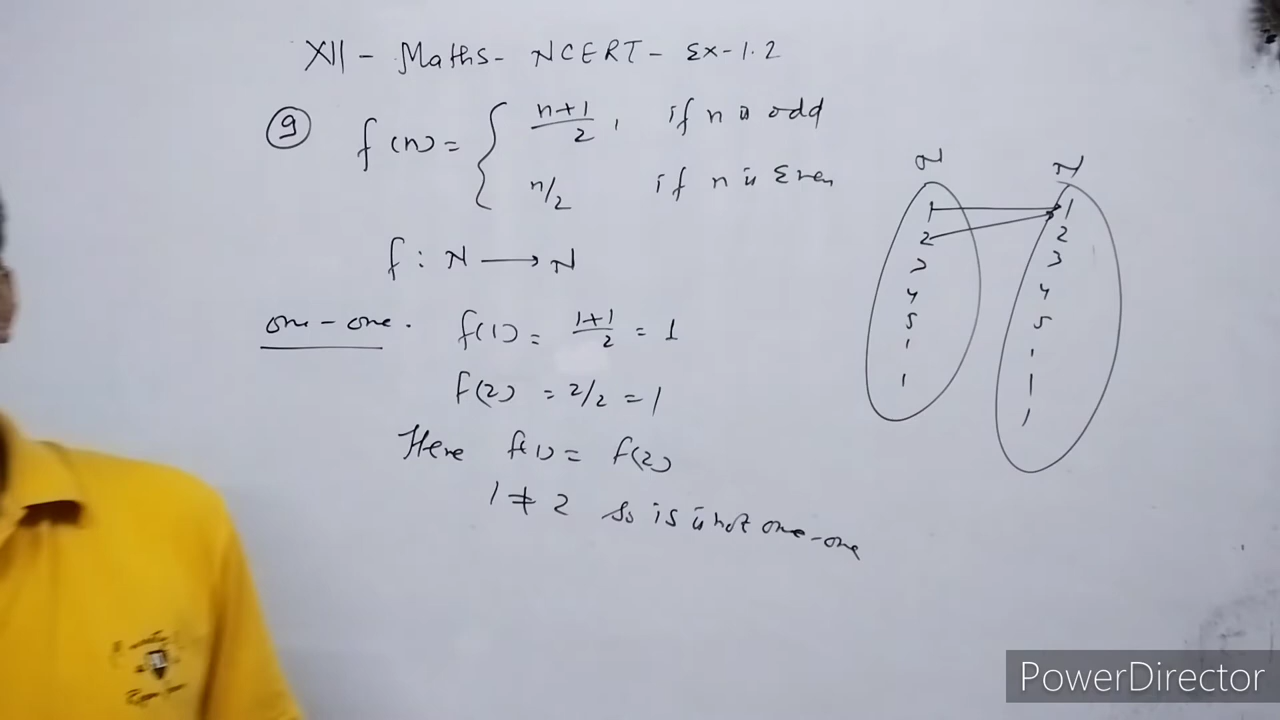 XII - Maths - NCERT - Ex-1.2
⑨ f(n) = { n+1/2 , if n is odd
n/2 if n is Even
f : N ⟶ N
one-one. f(1) = 1+1/2 = 1
f(2) = 2/2 = 1
Here f(1) = f(2)
1 ≠ 2 so is is not one-one
N N
1 1
2 2
3 3
4 4
5 5
PowerDirector